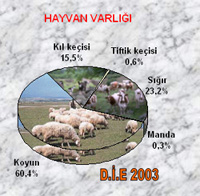 HAYVAN VARLIĞI
Kıl keçisi
15,5%
Tiftik keçisi
0,6%
Sığır
23,2%
Manda
0,3%
Koyun
60,4%
D.İ.E 2003